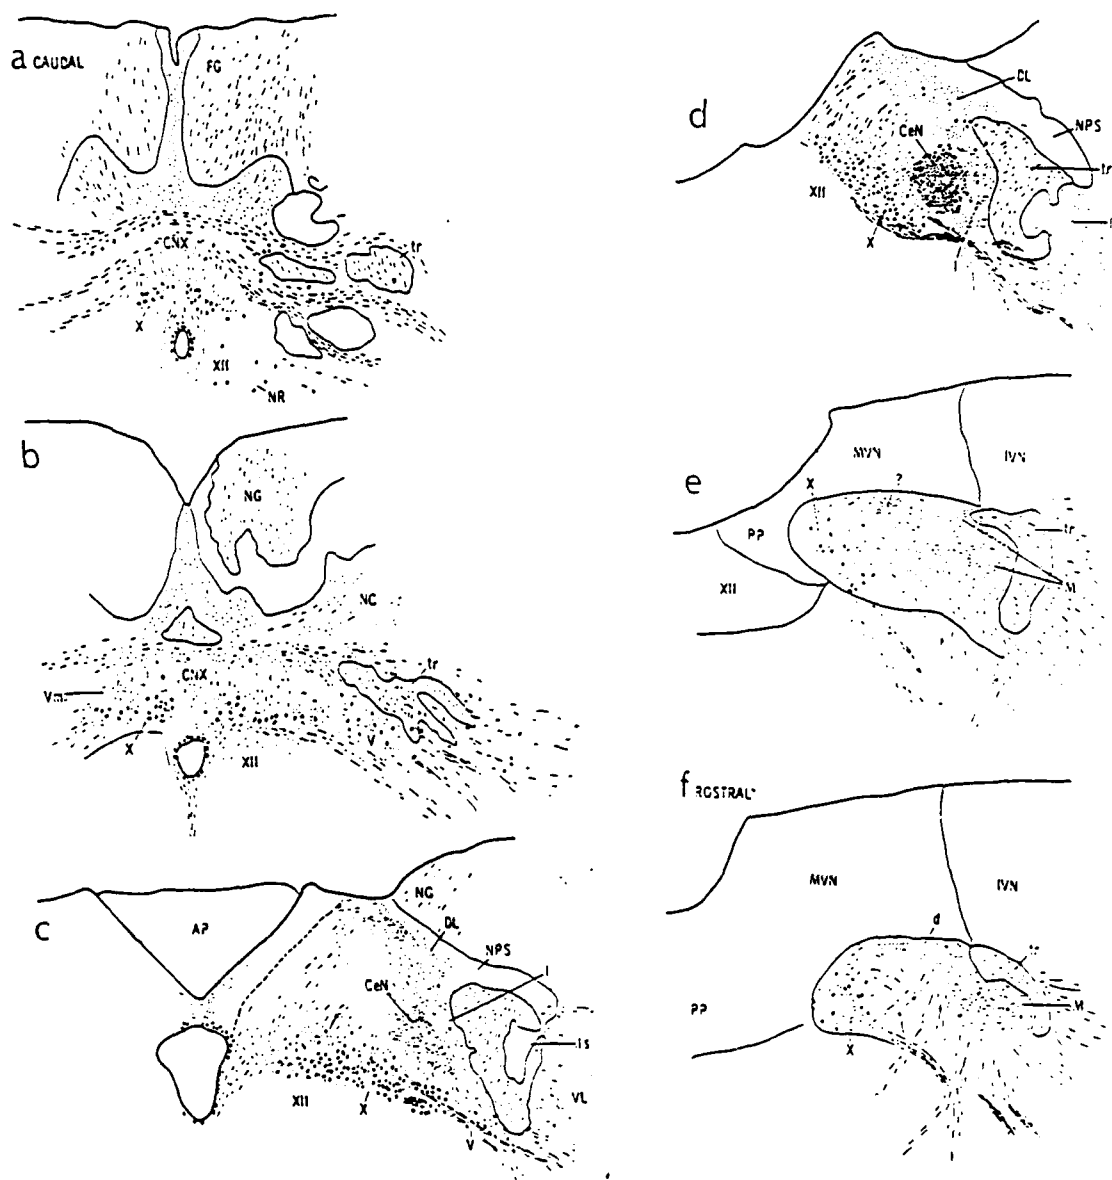 a CAUDAL
FG
CNX
tr
X
XII
NR
b
NG
NC
CNX
tr
X
XII
V
c
AP
NG
DL
NPS
CeN
I
ts
XII
X
VL
V
d
DL
CeN
NPS
tr
XII
X
e
MVN
IVN
X
?
PP
tr
XII
M
f ROSTRAL
MVN
IVN
d
PP
M
X